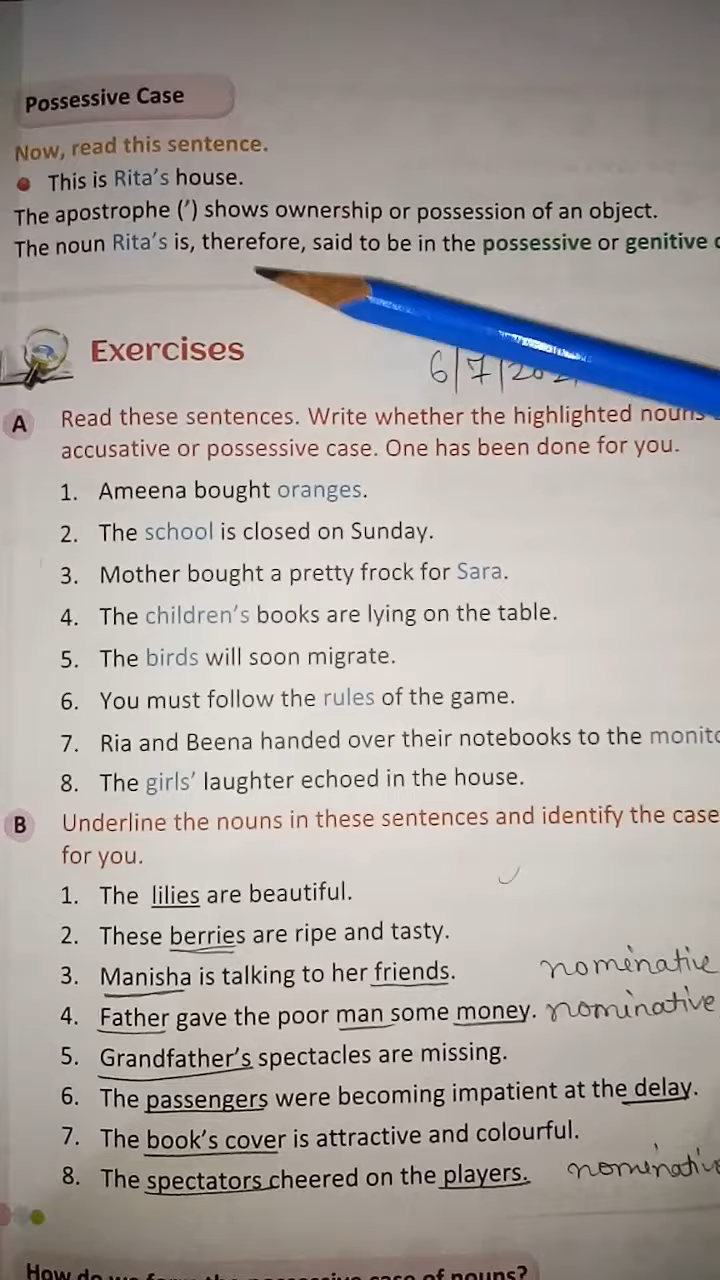 Possessive Case
Now, read this sentence.
This is Rita's house.
The apostrophe (') shows ownership or possession of an object.
The noun Rita's is, therefore, said to be in the possessive or genitive
Exercises
6/7/202
A Read these sentences. Write whether the highlighted nouns
accusative or possessive case. One has been done for you.
1. Ameena bought oranges.
2. The school is closed on Sunday.
3. Mother bought a pretty frock for Sara.
4. The children's books are lying on the table.
5. The birds will soon migrate.
6. You must follow the rules of the game.
7. Ria and Beena handed over their notebooks to the
8. The girls' laughter echoed in the house.
B Underline the nouns in these sentences and identify the case
for you.
1. The lilies are beautiful.
2. These berries are ripe and tasty.
3. Manisha is talking to her friends. nominative
4. Father gave the poor man some money. nominative
5. Grandfather's spectacles are missing.
6. The passengers were becoming impatient at the delay.
7. The book's cover is attractive and colourful.
8. The spectators cheered on the players. nominativ
possessive case of nouns?